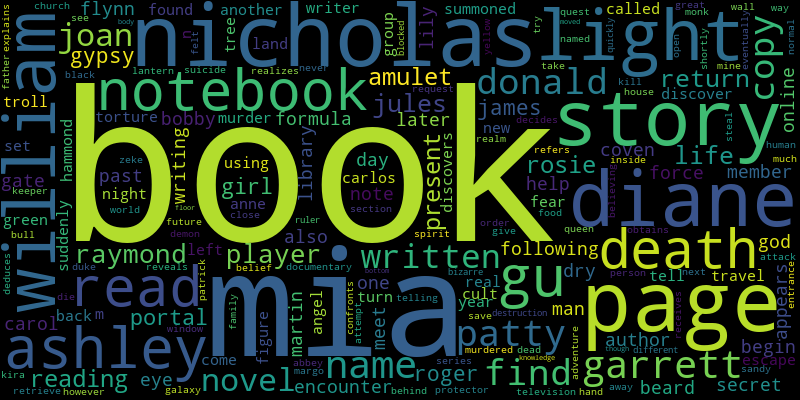 book
mia
nicholas
story
page
diane
william
light
death
gu
notebook
read
ashley
name
find
novel
written
player
garrett
patty
donald
raymond
portal
copy
return
life
joan
gypsy
amulet
jules
rosie
girl
present
writing
reading
roger
encounter
beard
secret
author
begin
appears
online
james
coven
force
member
help
fear
formula
later
library
lily
group
tree
land
flynn
another
writer
summoned
called
found
father
explains
church
see
hammond
black
lantern
suicide
realizes
never
blocked
yellow
request
felt
body
try
quest
monk
wall
way
great
named
open
shortly
eventually
quickly
moved
normal
take
mine
house
kill
steal
decides
realm
discover
new
troll
set
gate
keeper
bull
green
deduces
suddenly
torture
bobby
murder
using
day
carlos
note
discovers
past
zeke
night
world
anne
close
ruler
section
future
floor
demon
left
reveals
belief
documentary
also
spirit
duke
patrick
carol
back
m
n
one
turn
telling
die
window
family
figure
martin
angel
confronts
attempt
meet
cult
year
real
bizarre
save
destruction
murdered
dead
knowledge
adventure
dry
man
tell
travel
god
attack
entrance
person
next
receives
escape
following
queen
obtains
order
give
food
refers
inside
believing
human
much
kira
retrieve
however
eye
come
galaxy
abbey
margo
behind
series
protector
television
hand
though
different
away
sandy
bottom